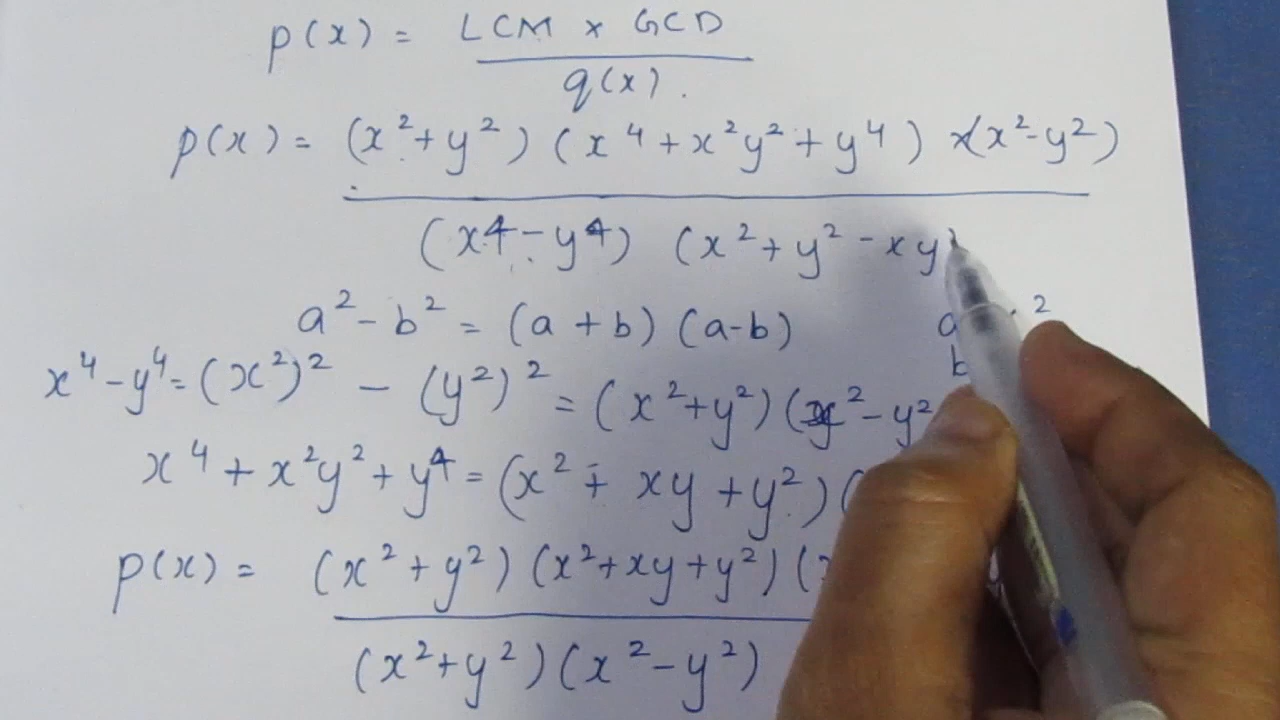 p(x) = LCM × GCD
q(x).
p(x) = (x²+y²) (x⁴+x²y²+y⁴) ×(x²-y²)
(x⁴-y⁴) (x²+y²-xy
a²-b² = (a+b) (a-b) a 2
b
x⁴-y⁴=(x²)² - (y²)² = (x²+y²) (x²-y²
x⁴+x²y²+y⁴=(x²+xy+y²)(
p(x) = (x²+y²) (x²+xy+y²) (
(x²+y²) (x²-y²)